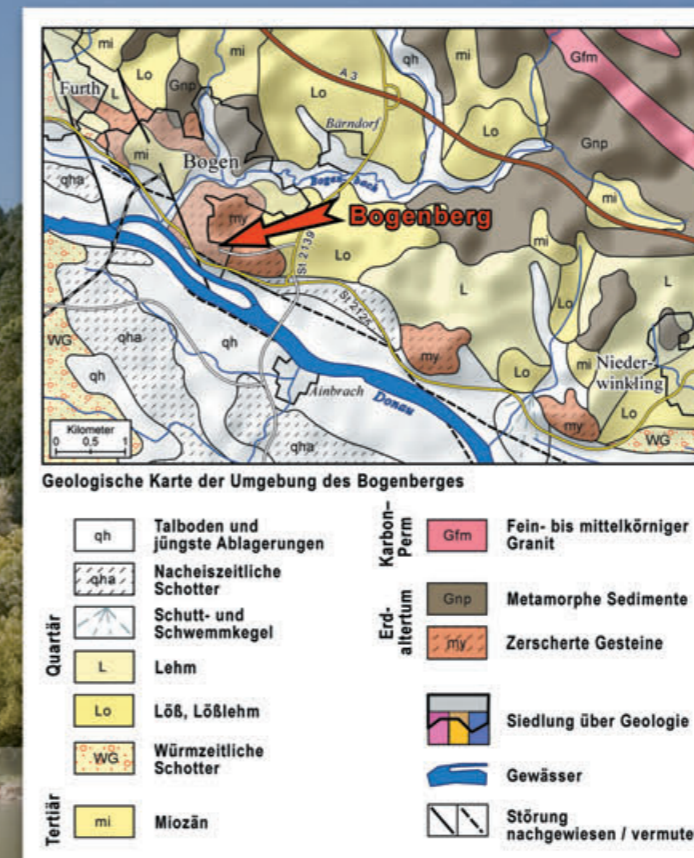 mi
mi
qh
mi
Gfm
Lo
A 3
Furth
L
Gnp
Lo
Lo
Bärndorf
Gnp
mi
Bogen
qha
mi
my
Bogenberg
St 2139
Lo
mi
L
Lo
L
St 2125
WG
qha
qh
my
Lo
mi
Nieder-
winkling
qh
Ainbrach
Donau
Lo
my
WG
qha
Kilometer
0 0,5 1
Geologische Karte der Umgebung des Bogenberges
Quartär
qh
Talboden und
jüngste Ablagerungen
qha
Nacheiszeitliche
Schotter
Schutt- und
Schwemmkegel
L
Lehm
Lo
Löß, Lößlehm
WG
Würmzeitliche
Schotter
Tertiär
mi
Miozän
Karbon–
Perm
Gfm
Fein- bis mittelkörniger
Granit
Erd-
altertum
Gnp
Metamorphe Sedimente
my
Zerscherte Gesteine
Siedlung über Geologie
Gewässer
Störung
nachgewiesen /